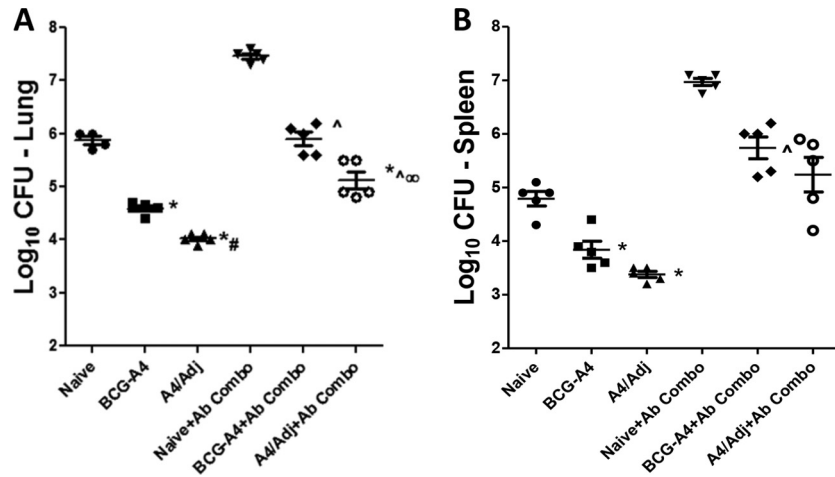 A
Log10 CFU - Lung
8
7
6
5
4
3
2
*
*#
^
*^∞
Naive
BCG-A4
A4/Adj
Naive+Ab Combo
BCG-A4+Ab Combo
A4/Adj+Ab Combo
B
Log10 CFU - Spleen
8
7
6
5
4
3
2
*
*
^
Naive
BCG-A4
A4/Adj
Naive+Ab Combo
BCG-A4+Ab Combo
A4/Adj+Ab Combo